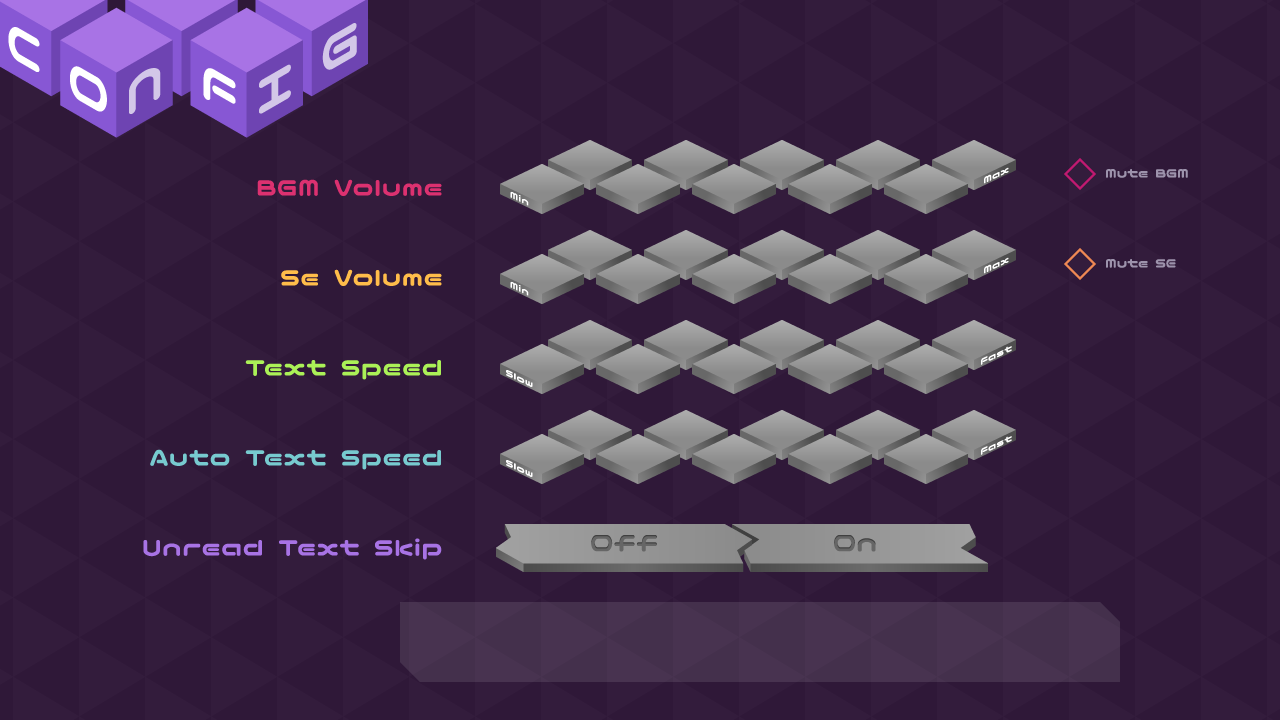 CONFIG
BGM Volume Min Max Mute BGM
Se Volume Min Max Mute SE
Text Speed Slow Fast
Auto Text Speed Slow Fast
Unread Text Skip Off On